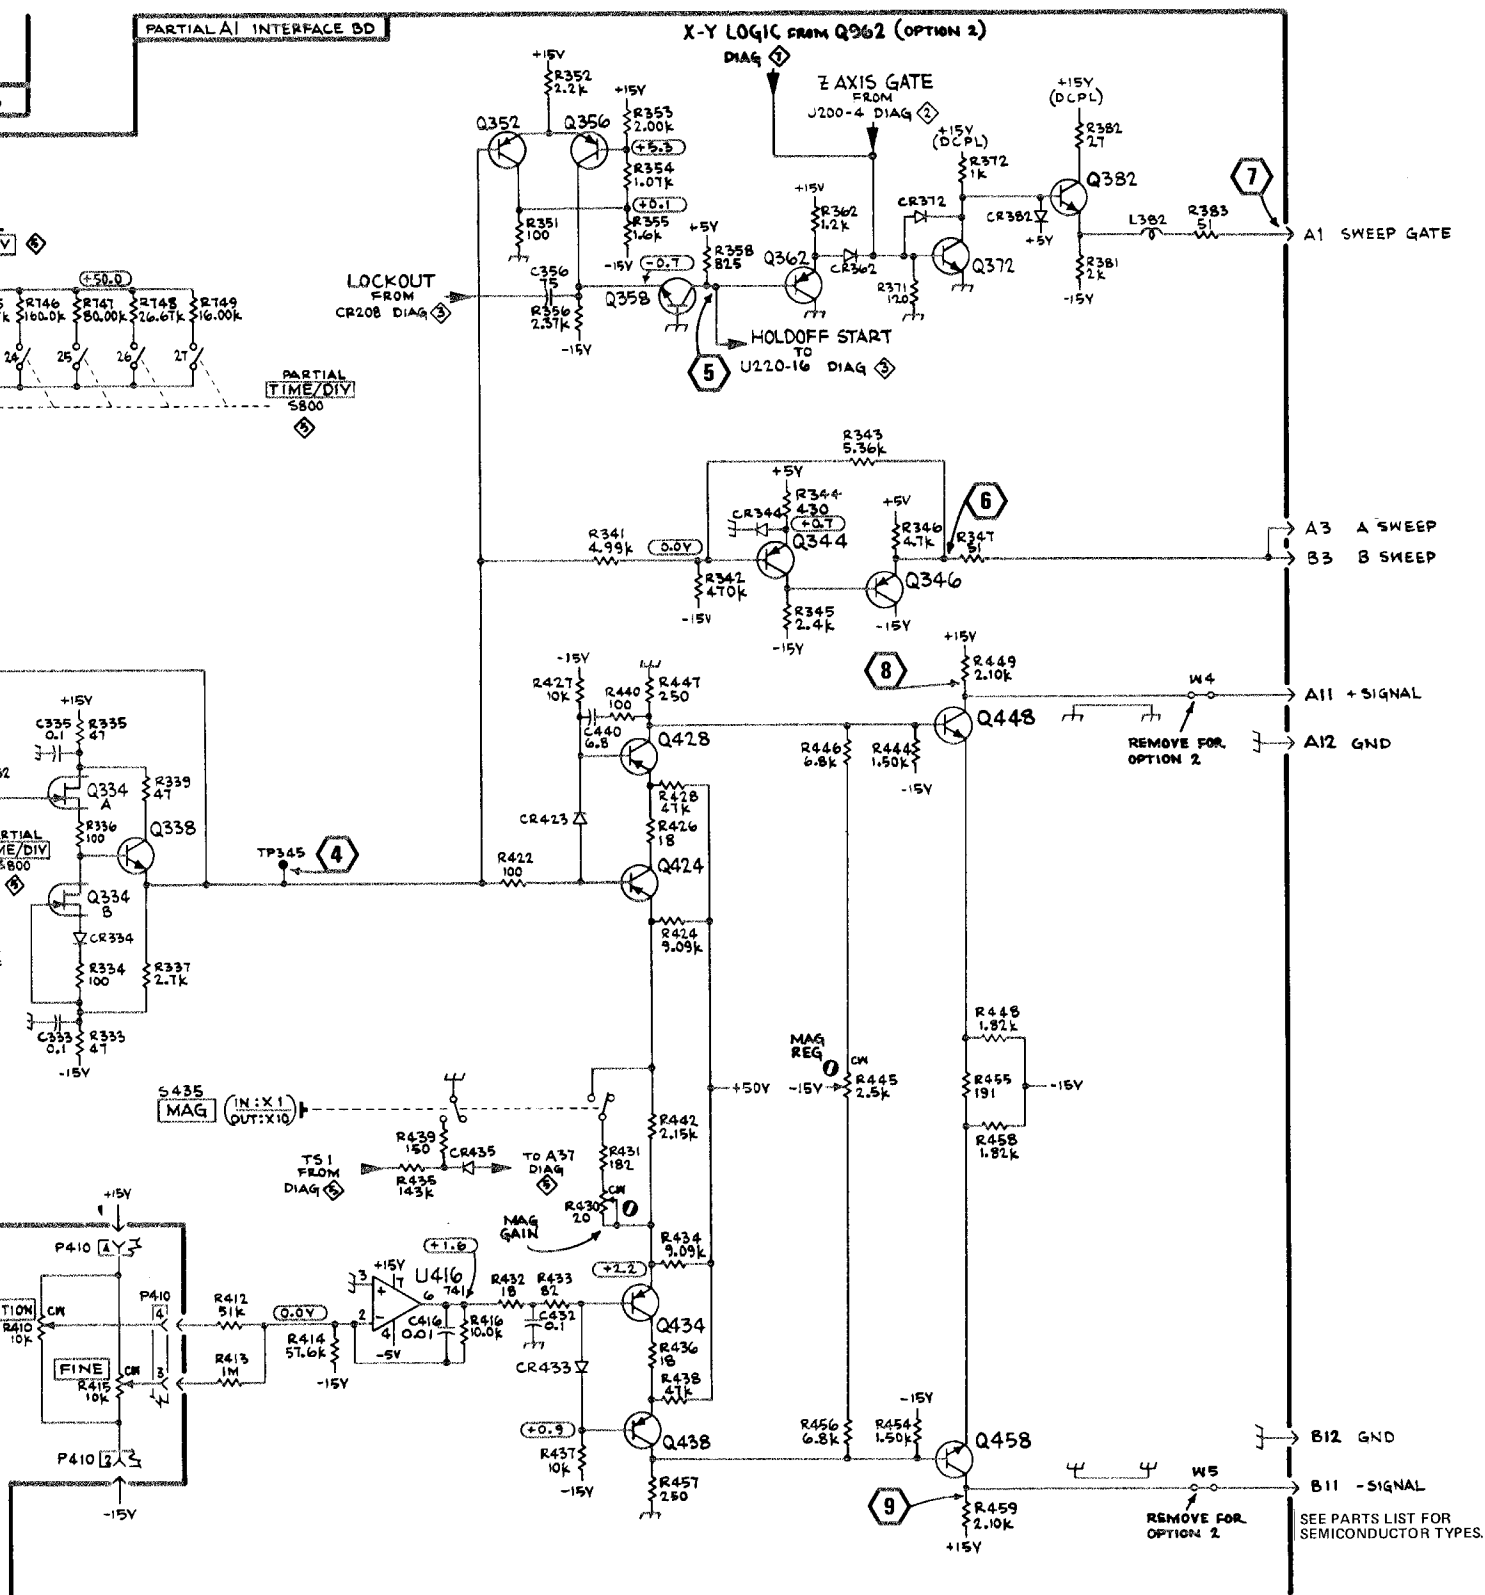 PARTIAL A1 INTERFACE BD
X-Y LOGIC FROM Q962 (OPTION 2)
DIAG 7
Z AXIS GATE
FROM
J200-4 DIAG 2
+15V
R352
2.2K
Q352
Q356
+15V
R353
2.00K
+5.3
R354
1.07K
+0.1
R355
1.6K
-15V
R351
100
LOCKOUT
FROM
CR208 DIAG 3
C356
75
R356
2.37K
-15V
-0.7
Q358
+5V
R358
825
5
HOLDOFF START
TO
U220-16 DIAG 3
+15V
R362
1.2K
Q362
CR362
CR372
R371
120
Q372
+15V
(DCPL)
R372
1K
+15V
(DCPL)
R382
27
Q382
CR382
+5V
R381
2K
-15V
L382
R383
51
7
A1 SWEEP GATE
+50.0
R746
160.0K
R747
80.00K
R748
26.67K
R749
16.00K
24
25
26
27
PARTIAL
TIME/DIV
S800
R343
5.36K
+5V
R344
430
+0.7
CR344
Q344
R341
4.99K
0.0V
R342
470K
-15V
R345
2.4K
-15V
+5V
R346
4.7K
Q346
-15V
6
R347
51
A3 A SWEEP
B3 B SWEEP
-15V
R427
10K
R440
100
C440
6.8
R447
250
Q428
R428
47K
R426
18
CR423
Q424
R422
100
R424
9.09K
+15V
R449
2.10K
8
Q448
W4
REMOVE FOR
OPTION 2
A11 +SIGNAL
A12 GND
R446
6.8K
R444
1.50K
-15V
+15V
C335
0.1
R335
47
Q334
A
R339
47
R336
100
Q338
TP345
4
Q334
B
CR334
R334
100
R337
2.7K
C333
0.1
R333
47
-15V
R448
1.82K
R455
191
-15V
R458
1.82K
MAG
REG
CW
-15V
R445
2.5K
+50V
S435
MAG
IN:X1
OUT:X10
R439
150
CR435
TS1
FROM
DIAG 5
R435
143K
TO A37
DIAG
5
R431
182
CW
R430
20
MAG
GAIN
R442
2.15K
R434
9.09K
+2.2
Q434
+15V
P410
CW
R410
10K
FINE
CW
R415
10K
P410
4
3
P410 2
-15V
R412
51K
R413
1M
0.0V
R414
57.6K
-15V
3
2
+15V
7
U416
741
6
4
-5V
+1.6
C416
0.01
R416
10.0K
R432
18
R433
82
C432
0.1
CR433
R436
18
R438
47K
+0.9
Q438
R437
10K
-15V
R457
250
R456
6.8K
R454
1.50K
-15V
Q458
9
R459
2.10K
+15V
W5
REMOVE FOR
OPTION 2
B12 GND
B11 -SIGNAL
SEE PARTS LIST FOR
SEMICONDUCTOR TYPES.